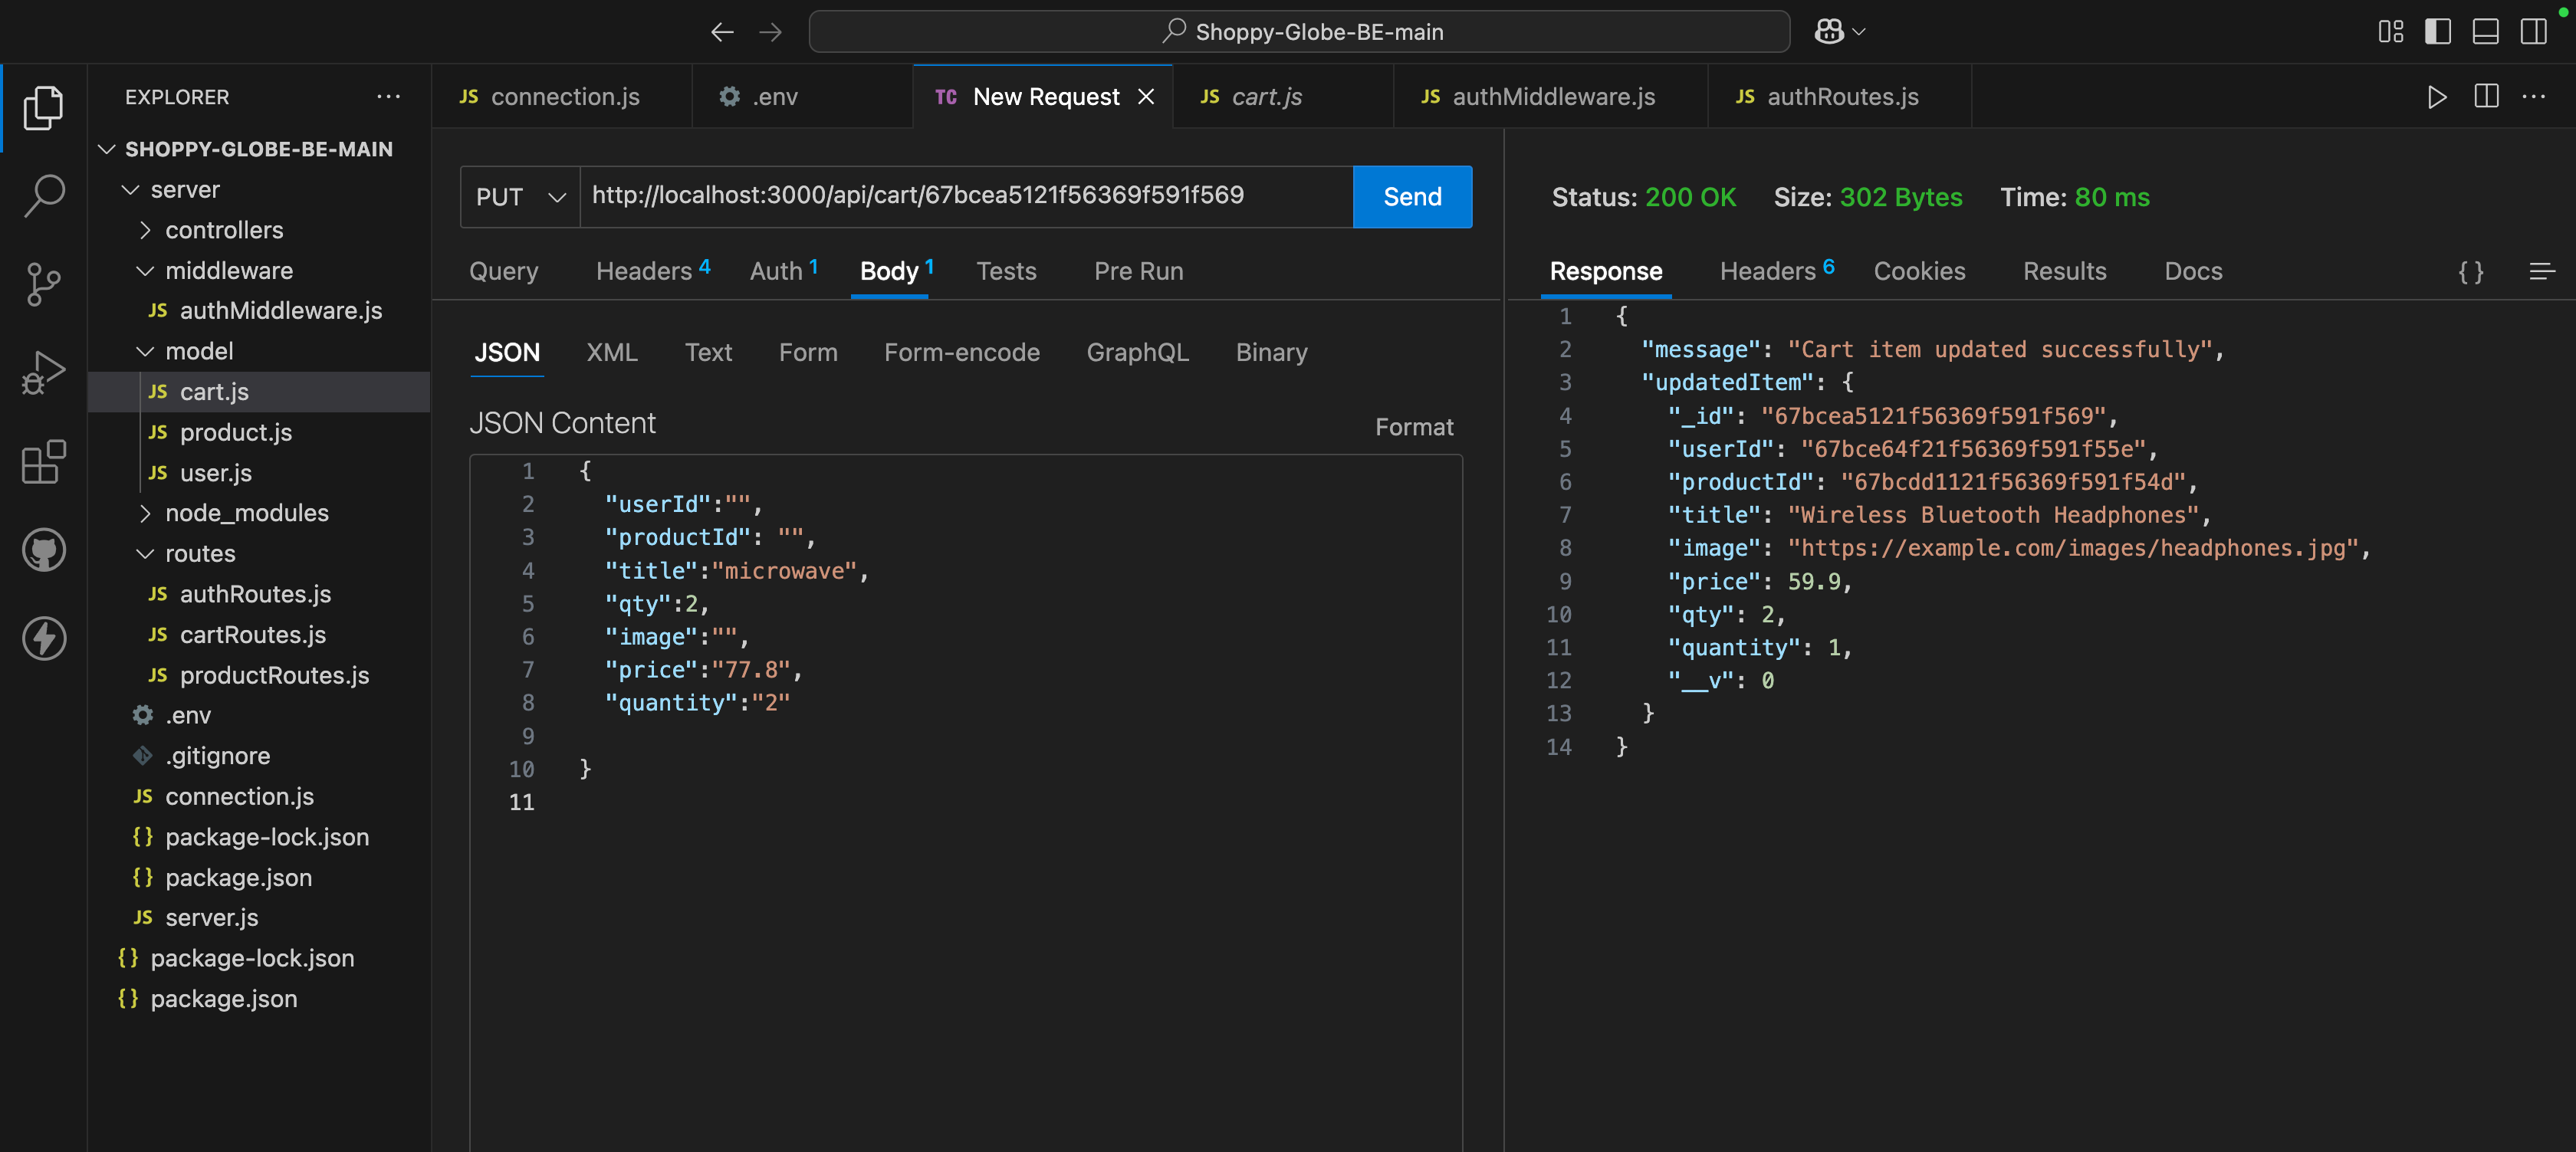 Shoppy-Globe-BE-main
EXPLORER
SHOPPY-GLOBE-BE-MAIN
server
controllers
middleware
JS authMiddleware.js
model
JS cart.js
JS product.js
JS user.js
node_modules
routes
JS authRoutes.js
JS cartRoutes.js
JS productRoutes.js
.env
.gitignore
JS connection.js
{} package-lock.json
{} package.json
JS server.js
{} package-lock.json
{} package.json
JS connection.js .env TC New Request JS cart.js JS authMiddleware.js JS authRoutes.js
PUT http://localhost:3000/api/cart/67bcea5121f56369f591f569 Send
Query Headers 4 Auth 1 Body 1 Tests Pre Run
JSON XML Text Form Form-encode GraphQL Binary
JSON Content Format
1 {
2 "userId":"",
3 "productId": "",
4 "title":"microwave",
5 "qty":2,
6 "image":"",
7 "price":"77.8",
8 "quantity":"2"
9
10 }
11
Status: 200 OK Size: 302 Bytes Time: 80 ms
Response Headers 6 Cookies Results Docs {}
1 {
2 "message": "Cart item updated successfully",
3 "updatedItem": {
4 "_id": "67bcea5121f56369f591f569",
5 "userId": "67bce64f21f56369f591f55e",
6 "productId": "67bcdd1121f56369f591f54d",
7 "title": "Wireless Bluetooth Headphones",
8 "image": "https://example.com/images/headphones.jpg",
9 "price": 59.9,
10 "qty": 2,
11 "quantity": 1,
12 "__v": 0
13 }
14 }